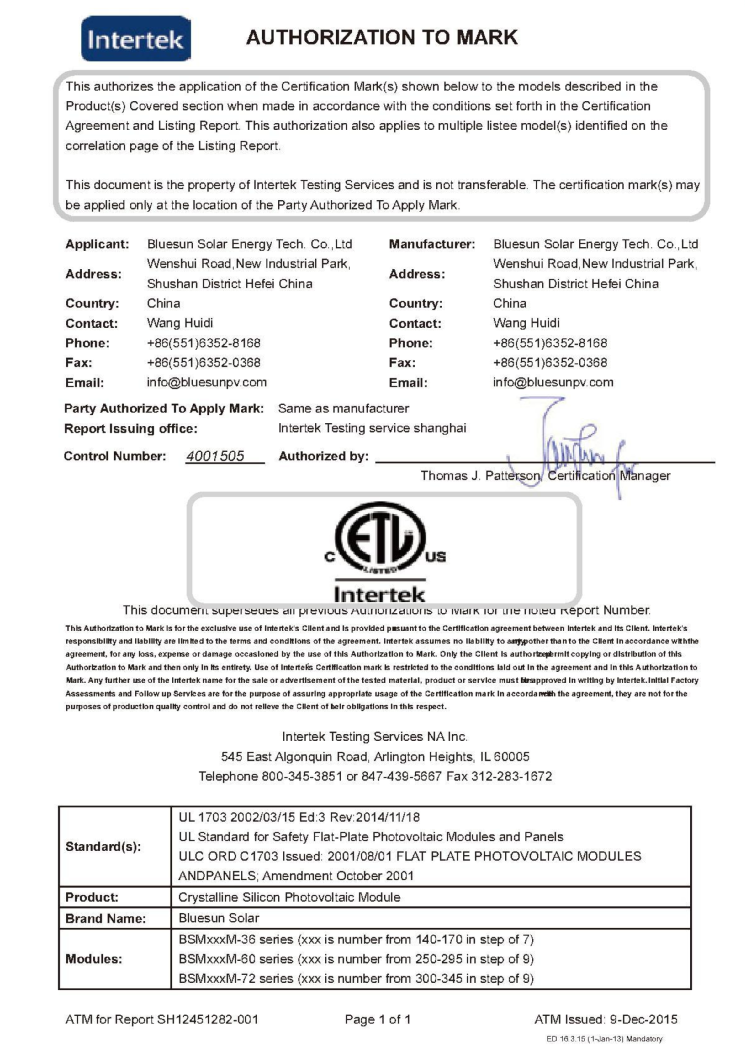 Intertek
AUTHORIZATION TO MARK
This authorizes the application of the Certification Mark(s) shown below to the models described in the
Product(s) Covered section when made in accordance with the conditions set forth in the Certification
Agreement and Listing Report. This authorization also applies to multiple listee model(s) identified on the
correlation page of the Listing Report.
This document is the property of Intertek Testing Services and is not transferable. The certification mark(s) may
be applied only at the location of the Party Authorized To Apply Mark.
Applicant: Bluesun Solar Energy Tech. Co.,Ltd Manufacturer: Bluesun Solar Energy Tech. Co.,Ltd
Address: Wenshui Road,New Industrial Park, Address: Wenshui Road,New Industrial Park,
Shushan District Hefei China Shushan District Hefei China
Country: China Country: China
Contact: Wang Huidi Contact: Wang Huidi
Phone: +86(551)6352-8168 Phone: +86(551)6352-8168
Fax: +86(551)6352-0368 Fax: +86(551)6352-0368
Email: info@bluesunpv.com Email: info@bluesunpv.com
Party Authorized To Apply Mark: Same as manufacturer
Report Issuing office: Intertek Testing service shanghai
Control Number: 4001505 Authorized by:
Thomas J. Patterson, Certification Manager
ETL
C US
LISTED
Intertek
This document supersedes all previous Authorizations to Mark for the noted Report Number.
This Authorization to Mark is for the exclusive use of Intertek's Client and is provided pursuant to the Certification agreement between Intertek and its Client. Intertek's
responsibility and liability are limited to the terms and conditions of the agreement. Intertek assumes no liability to any other than to the Client in accordance with the
agreement, for any loss, expense or damage occasioned by the use of this Authorization to Mark. Only the Client is authorized permit copying or distribution of this
Authorization to Mark and then only in its entirety. Use of Intertek's Certification mark is restricted to the conditions laid out in the agreement and in this Authorization to
Mark. Any further use of the Intertek name for the sale or advertisement of the tested material, product or service must approved in writing by Intertek.Initial Factory
Assessments and Follow up Services are for the purpose of assuring appropriate usage of the Certification mark in accordance with the agreement, they are not for the
purposes of production quality control and do not relieve the Client of their obligations in this respect.
Intertek Testing Services NA Inc.
545 East Algonquin Road, Arlington Heights, IL 60005
Telephone 800-345-3851 or 847-439-5667 Fax 312-283-1672
Standard(s): UL 1703 2002/03/15 Ed:3 Rev:2014/11/18
UL Standard for Safety Flat-Plate Photovoltaic Modules and Panels
ULC ORD C1703 Issued: 2001/08/01 FLAT PLATE PHOTOVOLTAIC MODULES
ANDPANELS; Amendment October 2001
Product: Crystalline Silicon Photovoltaic Module
Brand Name: Bluesun Solar
Modules: BSMxxxM-36 series (xxx is number from 140-170 in step of 7)
BSMxxxM-60 series (xxx is number from 250-295 in step of 9)
BSMxxxM-72 series (xxx is number from 300-345 in step of 9)
ATM for Report SH12451282-001 Page 1 of 1 ATM Issued: 9-Dec-2015
ED 16.3.15 (1-Jan-13) Mandatory